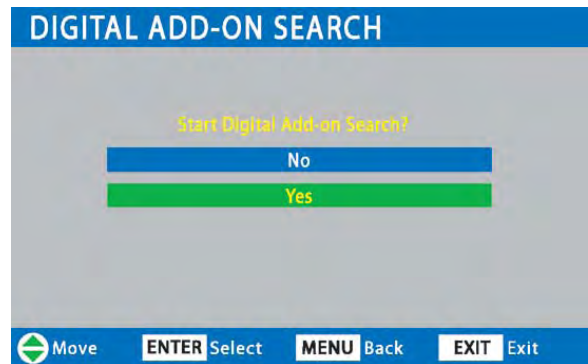 DIGITAL ADD-ON SEARCH
Start Digital Add-on Search?
No
Yes
Move ENTER Select MENU Back EXIT Exit